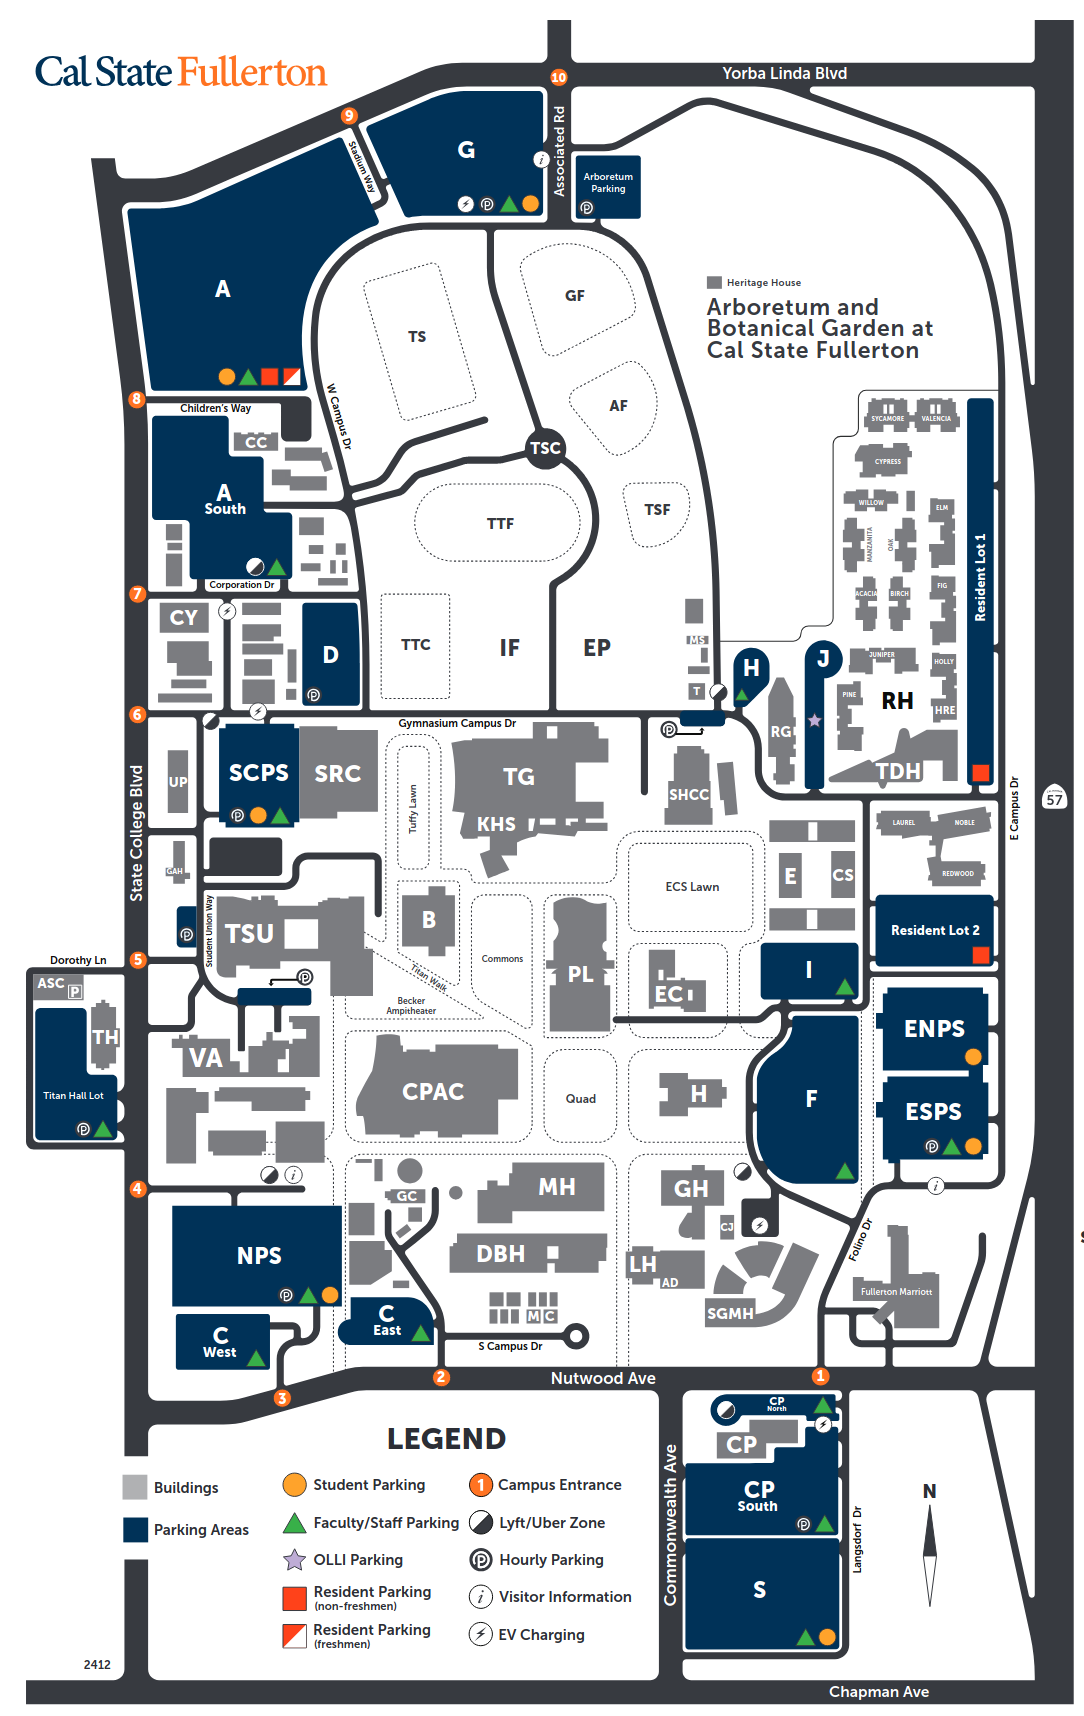 Cal State Fullerton
10
Yorba Linda Blvd
9
G
Stadium Way
Associated Rd
i
Arboretum
Parking
P
P
A
GF
Heritage House
Arboretum and
Botanical Garden at
Cal State Fullerton
TS
W Campus Dr
8
Children's Way
AF
SYCAMORE
VALENCIA
CC
TSC
CYPRESS
A
South
WILLOW
ELM
TTF
TSF
MANZANITA
OAK
Resident Lot 1
7
Corporation Dr
ACACIA
BIRCH
FIG
CY
D
TTC
IF
EP
MS
H
J
JUNIPER
HOLLY
P
T
PINE
RH
HRE
6
Gymnasium Campus Dr
P
RG
UP
SCPS
SRC
TG
SHCC
TDH
State College Blvd
P
Tuffy Lawn
KHS
E Campus Dr
57
LAUREL
NOBLE
GAH
ECS Lawn
E
CS
REDWOOD
Student Union Way
P
TSU
B
Resident Lot 2
Dorothy Ln
5
Commons
PL
I
ASC
P
P
Titan Walk
EC
Becker
Ampitheater
TH
VA
ENPS
Titan Hall Lot
CPAC
Quad
H
F
ESPS
P
P
4
i
GC
MH
GH
i
CJ
NPS
DBH
LH
AD
Folino Dr
P
Fullerton Marriott
C
East
M
C
SGMH
C
West
S Campus Dr
3
2
Nutwood Ave
1
CP
North
LEGEND
CP
Commonwealth Ave
CP
South
P
Langsdorf Dr
N
S
Buildings
Parking Areas
Student Parking
Faculty/Staff Parking
OLLI Parking
Resident Parking
(non-freshmen)
Resident Parking
(freshmen)
1 Campus Entrance
Lyft/Uber Zone
P Hourly Parking
i Visitor Information
EV Charging
2412
Chapman Ave